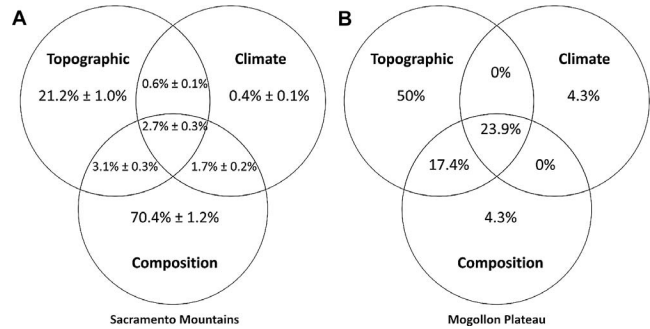 A
Topographic
21.2% ± 1.0%
0.6% ± 0.1%
Climate
0.4% ± 0.1%
2.7% ± 0.3%
3.1% ± 0.3%
1.7% ± 0.2%
70.4% ± 1.2%
Composition
Sacramento Mountains
B
Topographic
50%
0%
Climate
4.3%
23.9%
17.4%
0%
4.3%
Composition
Mogollon Plateau